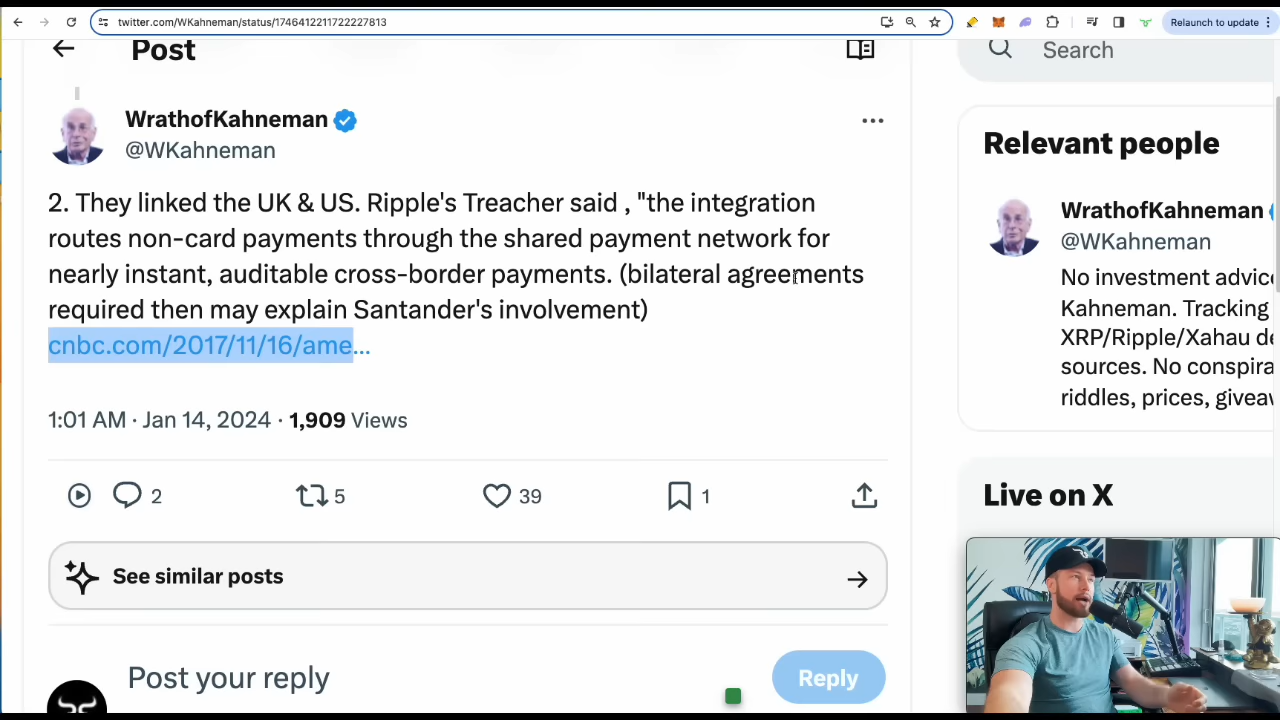 twitter.com/WKahneman/status/1746412211722227813
Relaunch to update
Post
Search
WrathofKahneman
@WKahneman
2. They linked the UK & US. Ripple's Treacher said , "the integration
routes non-card payments through the shared payment network for
nearly instant, auditable cross-border payments. (bilateral agreements
required then may explain Santander's involvement)
cnbc.com/2017/11/16/ame...
1:01 AM · Jan 14, 2024 · 1,909 Views
2
5
39
1
See similar posts
Post your reply
Reply
Relevant people
WrathofKahneman
@WKahneman
No investment advice
Kahneman. Tracking
XRP/Ripple/Xahau de
sources. No conspira
riddles, prices, giveaw
Live on X